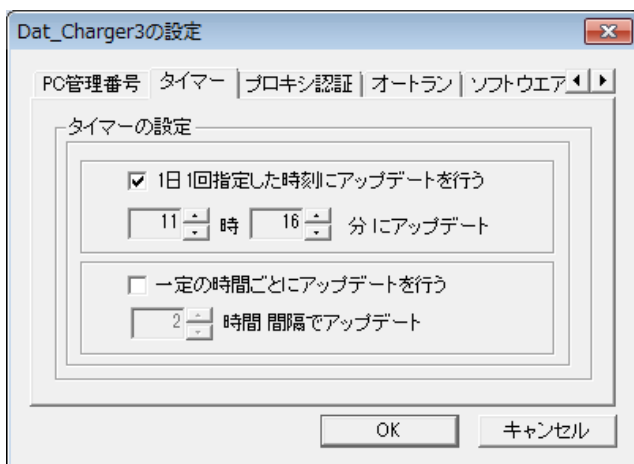 Dat_Charger3の設定
PC管理番号 タイマー プロキシ認証 オートラン ソフトウエア
タイマーの設定
1日1回指定した時刻にアップデートを行う
11 時 16 分にアップデート
一定の時間ごとにアップデートを行う
2 時間 間隔でアップデート
OK キャンセル